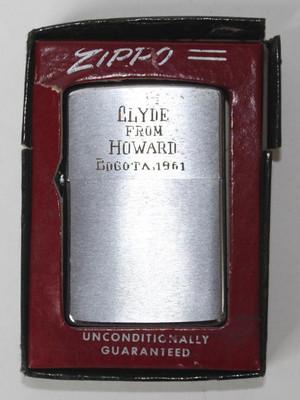 ZIPPO
CLYDE
FROM
HOWARD
BOGOTA.1961
UNCONDITIONALLY
GUARANTEED